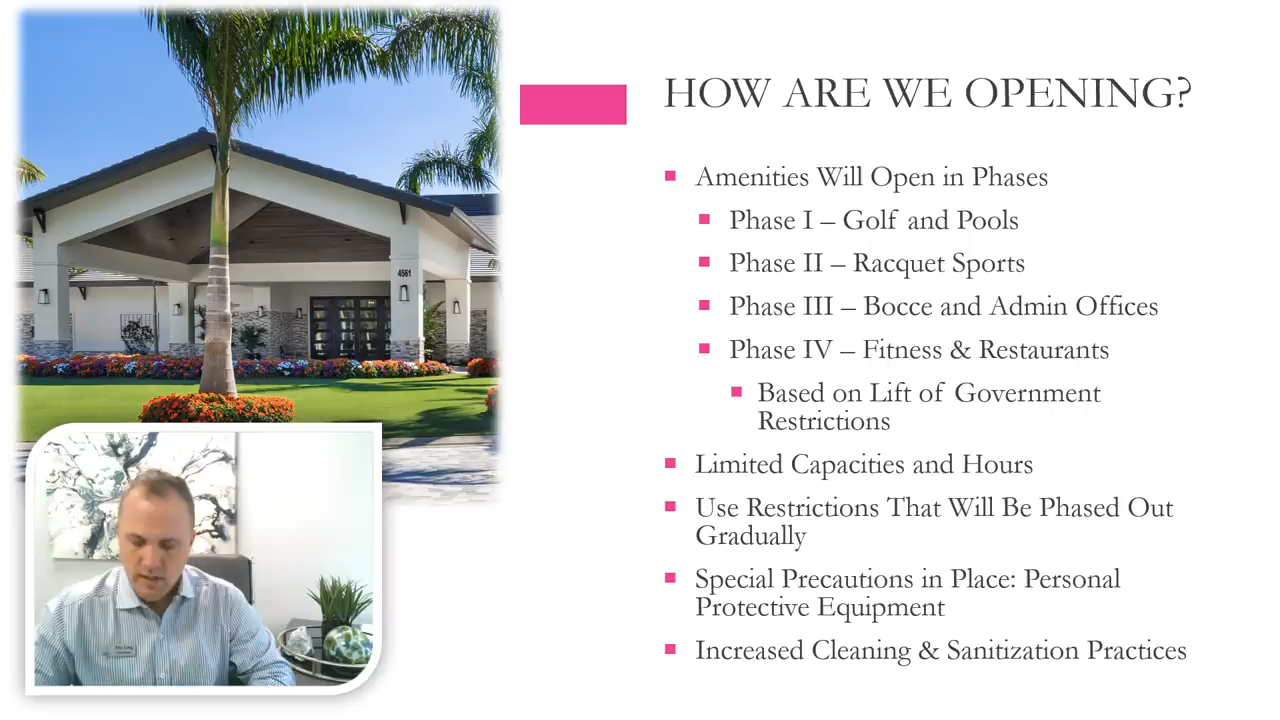 HOW ARE WE OPENING?
Amenities Will Open in Phases
Phase I – Golf and Pools
Phase II – Racquet Sports
Phase III – Bocce and Admin Offices
Phase IV – Fitness & Restaurants
Based on Lift of Government
Restrictions
Limited Capacities and Hours
Use Restrictions That Will Be Phased Out
Gradually
Special Precautions in Place: Personal
Protective Equipment
Increased Cleaning & Sanitization Practices
4561